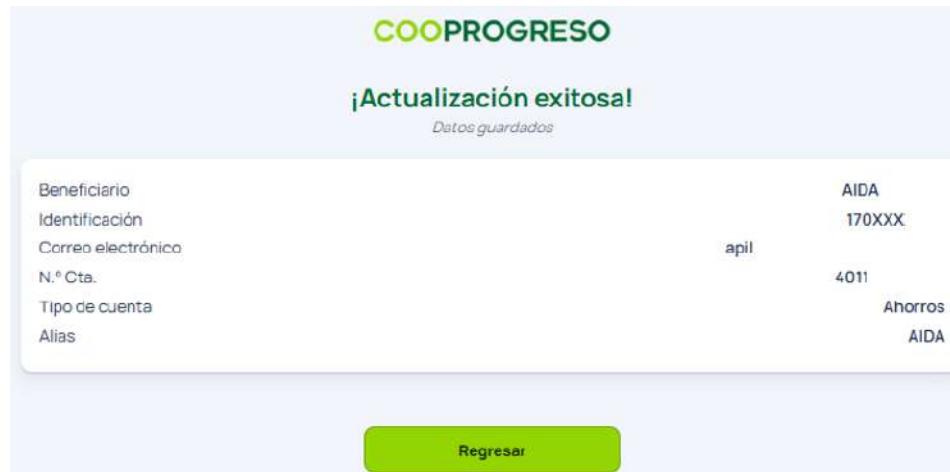 COOPROGRESO
¡Actualización exitosa!
Datos guardados
Beneficiario AIDA
Identificación 170XXX
Correo electrónico apil
N.º Cta. 4011
Tipo de cuenta Ahorros
Alias AIDA
Regresar